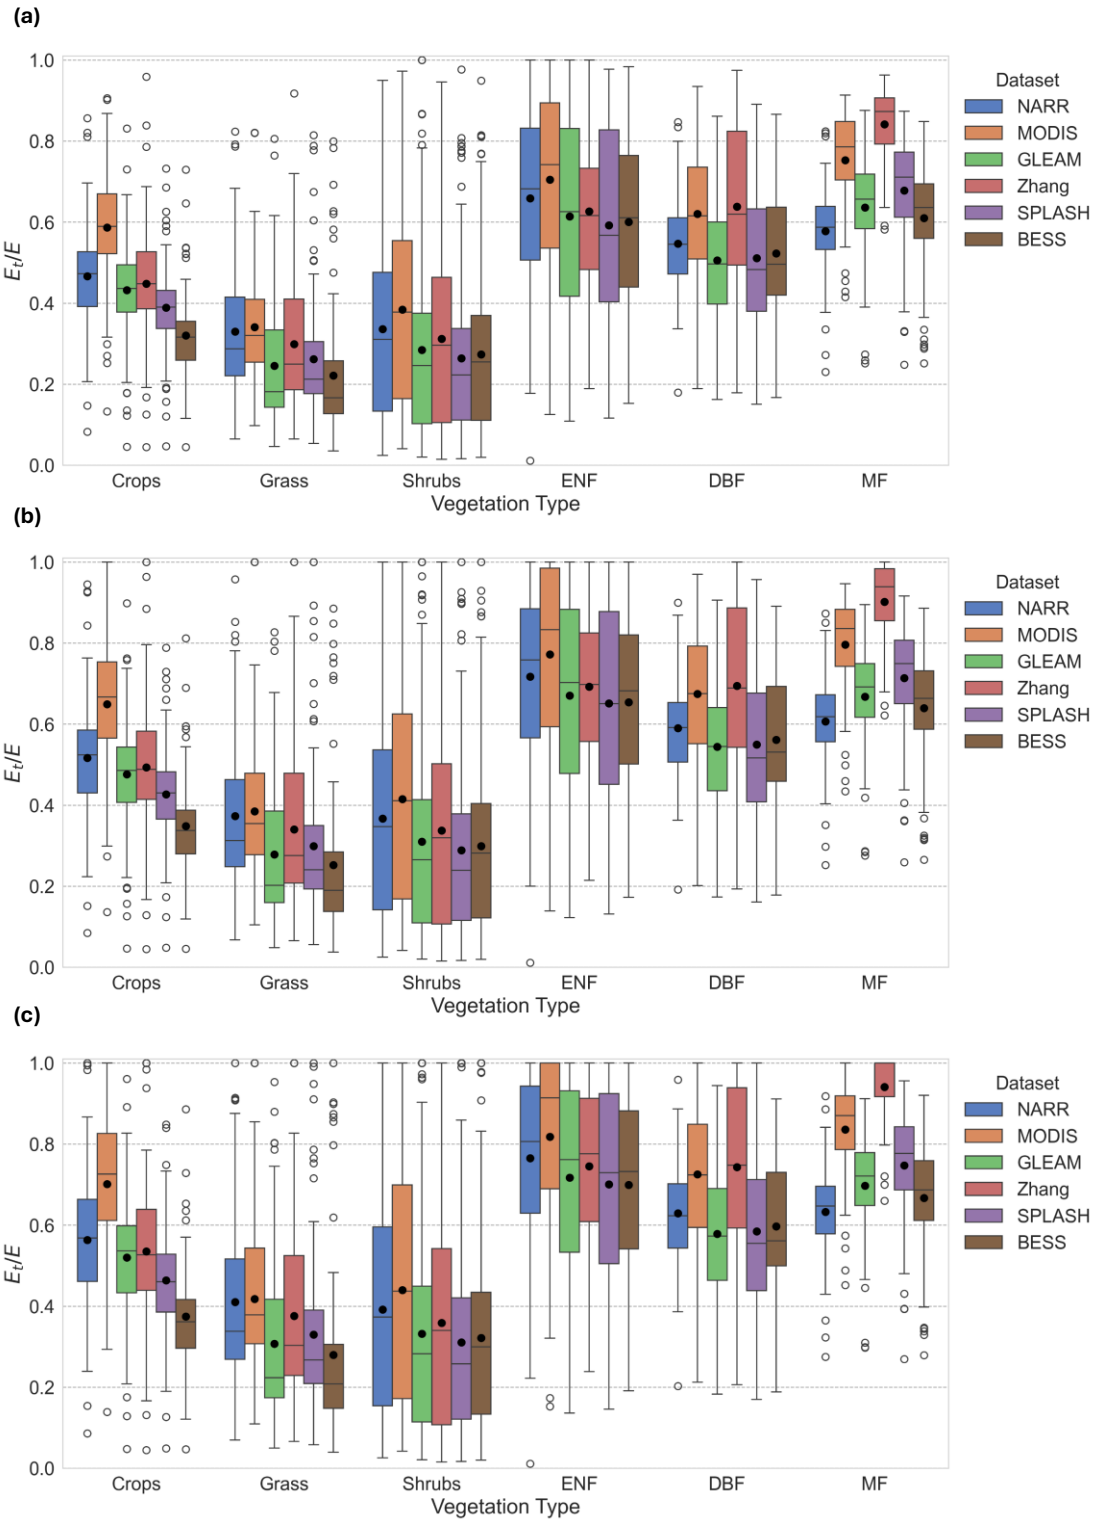 (a)
1.0
0.8
0.6
0.4
0.2
0.0
E_t/E
Crops Grass Shrubs ENF DBF MF
Vegetation Type
Dataset
NARR
MODIS
GLEAM
Zhang
SPLASH
BESS
(b)
1.0
0.8
0.6
0.4
0.2
0.0
E_t/E
Crops Grass Shrubs ENF DBF MF
Vegetation Type
Dataset
NARR
MODIS
GLEAM
Zhang
SPLASH
BESS
(c)
1.0
0.8
0.6
0.4
0.2
0.0
E_t/E
Crops Grass Shrubs ENF DBF MF
Vegetation Type
Dataset
NARR
MODIS
GLEAM
Zhang
SPLASH
BESS